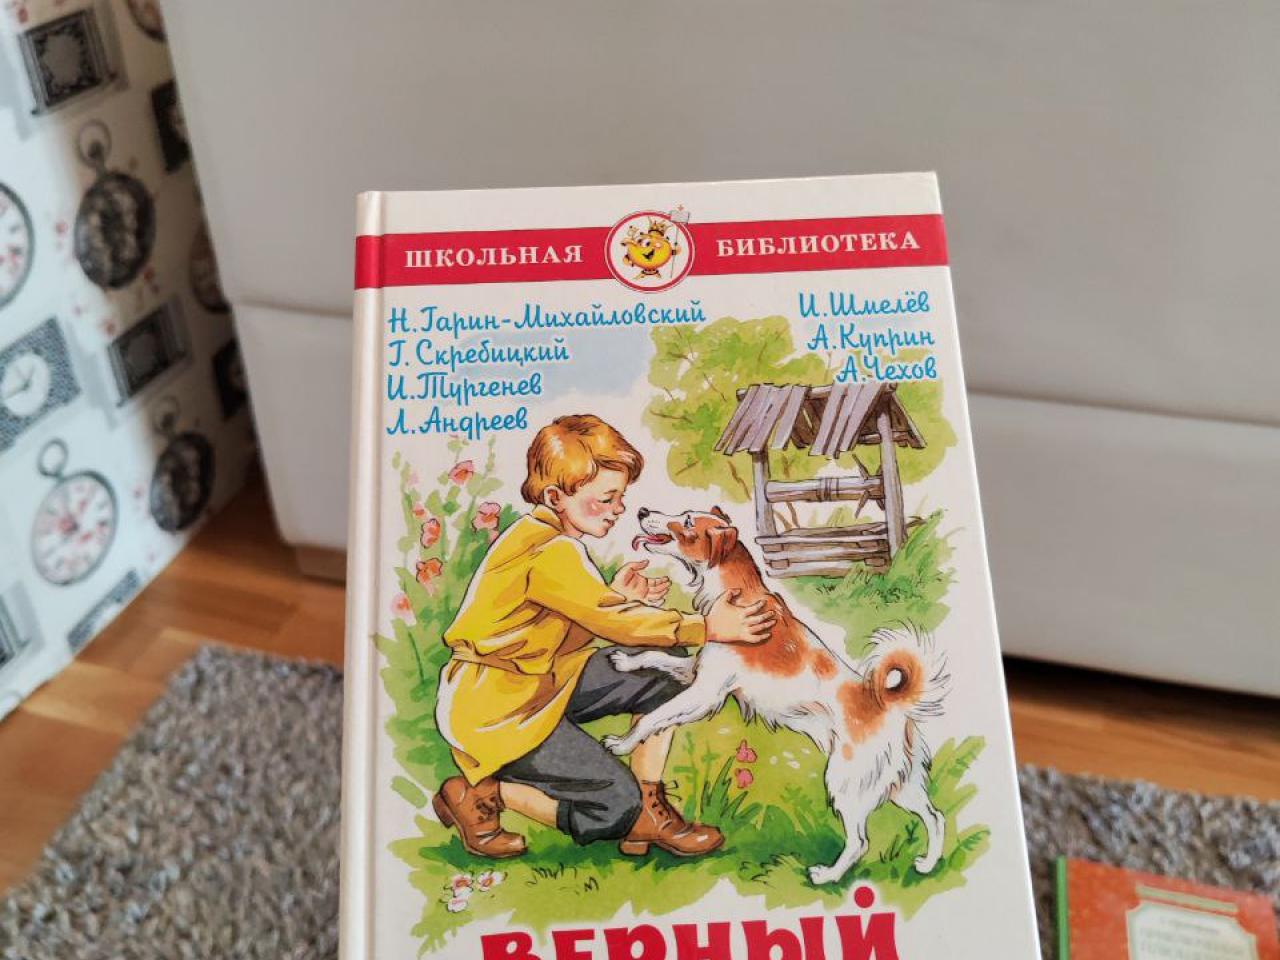 ШКОЛЬНАЯ БИБЛИОТЕКА
Н. Гарин-Михайловский
Г. Скребицкий
И. Тургенев
Л. Андреев
И. Шмелёв
А. Куприн
А. Чехов
ВЕРНЫЙ